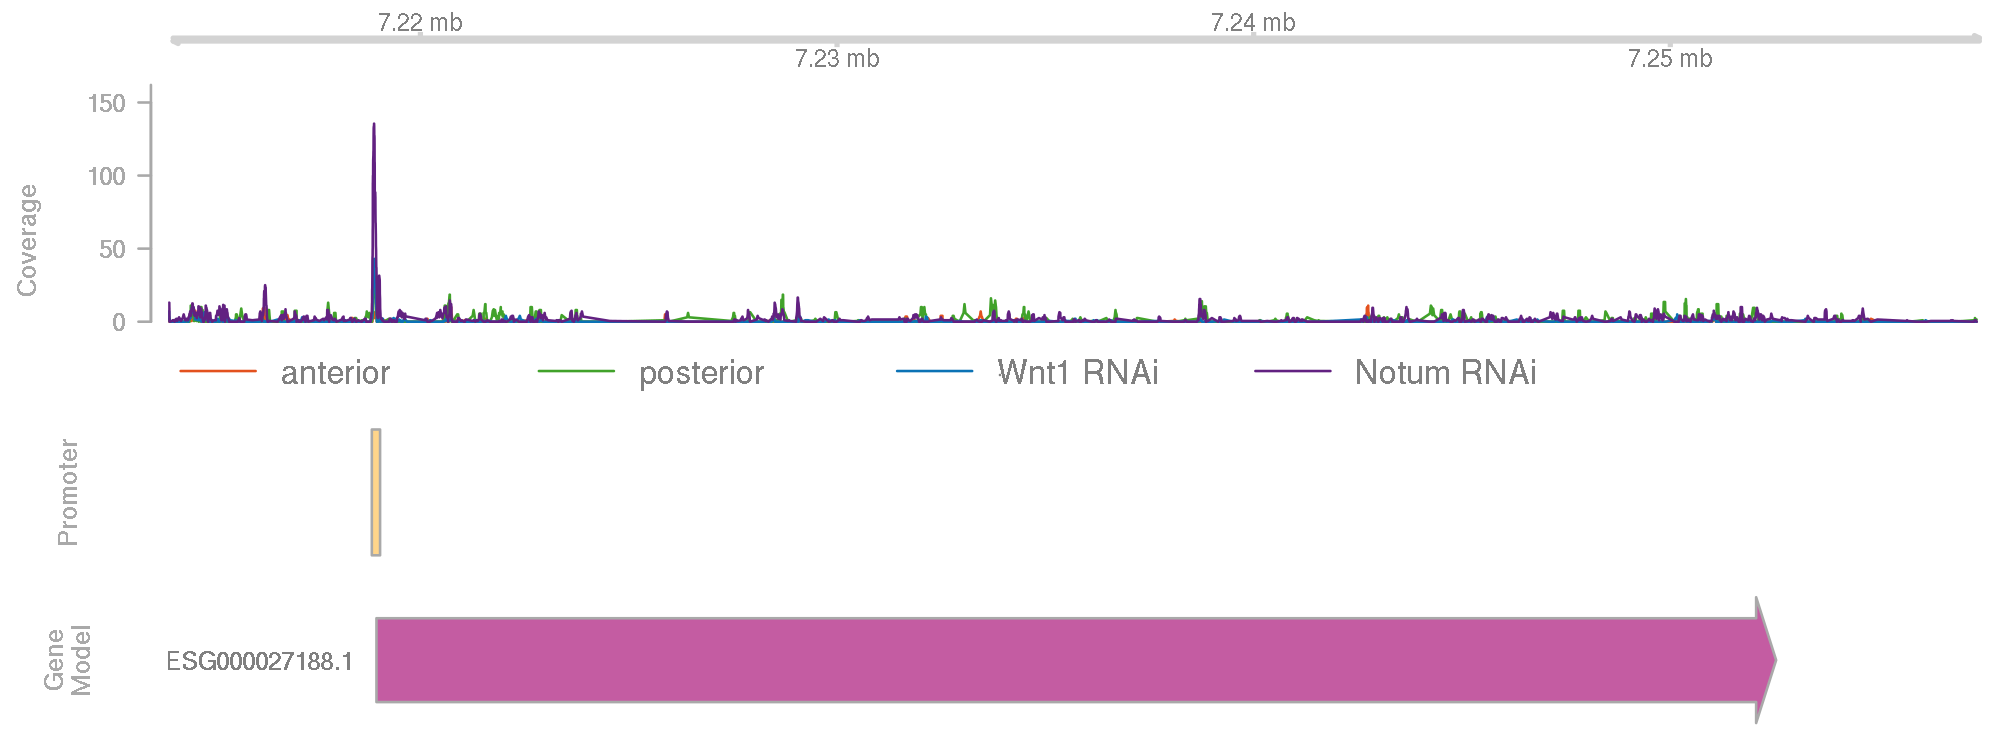 7.22 mb
7.24 mb
7.23 mb
7.25 mb
Coverage
150
100
50
0
anterior
posterior
Wnt1 RNAi
Notum RNAi
Promoter
Gene
Model
ESG000027188.1